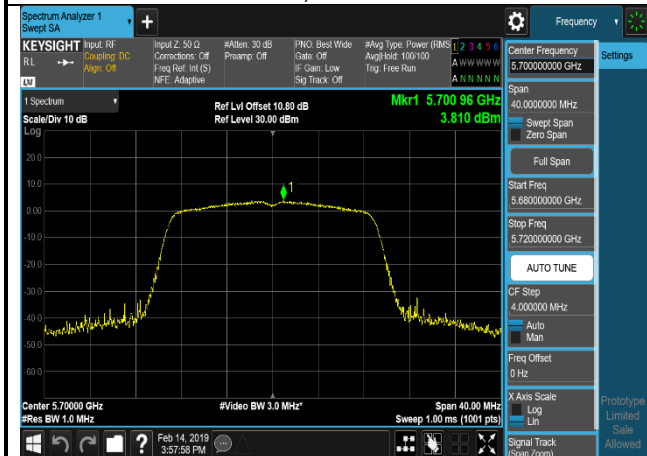 Spectrum Analyzer 1
Swept SA
+
Frequency
KEYSIGHT
RL
LXI
Input: RF
Coupling: DC
Align: Off
Input Z: 50 Ω
Corrections: Off
Freq Ref: Int (S)
NFE: Adaptive
#Atten: 30 dB
Preamp: Off
PNO: Best Wide
Gate: Off
IF Gain: Low
Sig Track: Off
#Avg Type: Power (RMS
Avg|Hold: 100/100
Trig: Free Run
1 2 3 4 5 6
A WW WW W
A N N N N N
1 Spectrum
Scale/Div 10 dB
Log
Ref Lvl Offset 10.80 dB
Ref Level 30.00 dBm
Mkr1 5.700 96 GHz
3.810 dBm
1
20.0
10.0
0.00
-10.0
-20.0
-30.0
-40.0
-50.0
-60.0
Center 5.70000 GHz
#Res BW 1.0 MHz
#Video BW 3.0 MHz*
Span 40.00 MHz
Sweep 1.00 ms (1001 pts)
?
Feb 14, 2019
3:57:58 PM
Center Frequency
5.700000000 GHz
Span
40.0000000 MHz
Swept Span
Zero Span
Full Span
Start Freq
5.680000000 GHz
Stop Freq
5.720000000 GHz
AUTO TUNE
CF Step
4.000000 MHz
Auto
Man
Freq Offset
0 Hz
X Axis Scale
Log
Lin
Signal Track
(Span Zoom)
Settings
Prototype
Limited
Sale
Allowed